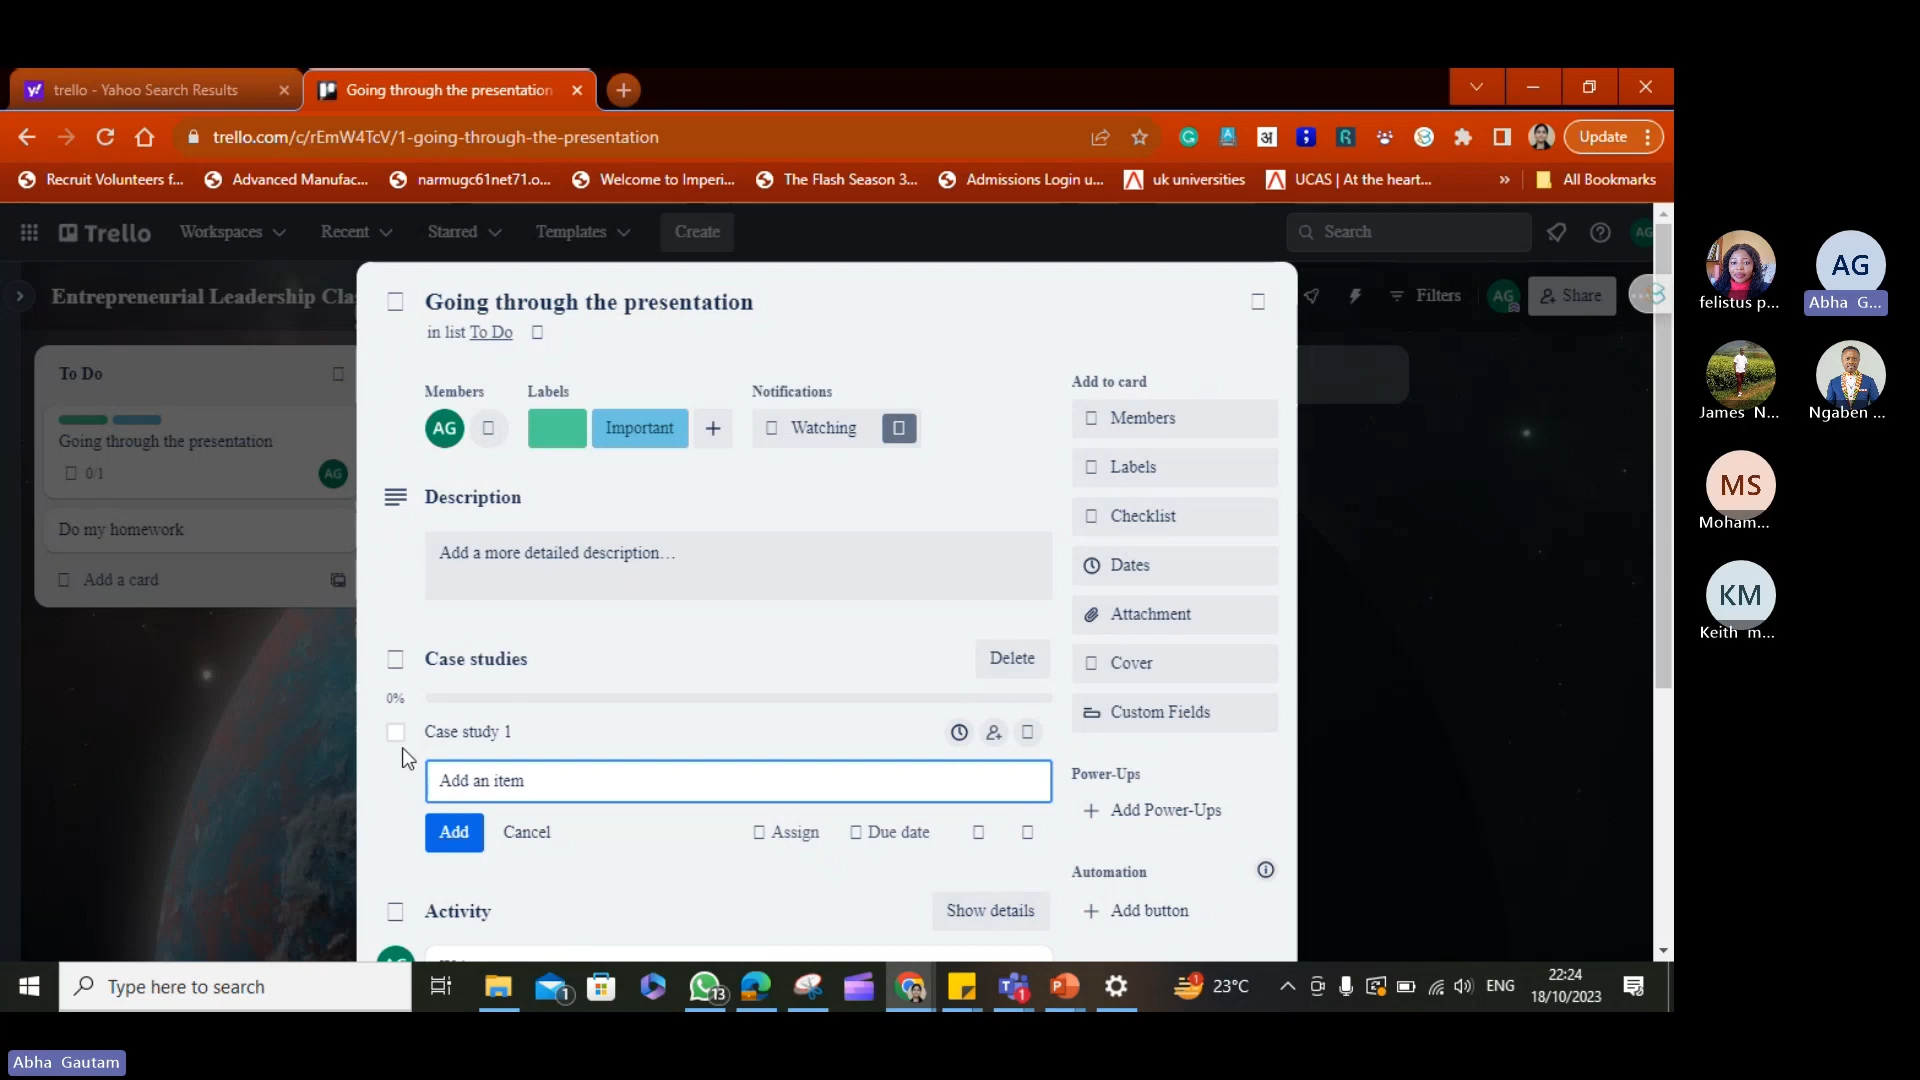 trello - Yahoo Search Results
Going through the presentation
trello.com/c/rEmW4TcV/1-going-through-the-presentation
Update
Recruit Volunteers f...
Advanced Manufac...
narmugc61net71.o...
Welcome to Imperi...
The Flash Season 3...
Admissions Login u...
uk universities
UCAS | At the heart...
All Bookmarks
Trello
Workspaces
Recent
Starred
Templates
Create
Search
AG
Entrepreneurial Leadership Cla
Filters
AG
Share
To Do
Going through the presentation
0/1
AG
Do my homework
Add a card
Going through the presentation
in list To Do
Members
Labels
Notifications
AG
Important
Watching
Description
Add a more detailed description…
Case studies
Delete
0%
Case study 1
Add an item
Add
Cancel
Assign
Due date
Activity
Show details
Add to card
Members
Labels
Checklist
Dates
Attachment
Cover
Custom Fields
Power-Ups
Add Power-Ups
Automation
Add button
felistus p...
AG
Abha G...
James N...
Ngaben ...
MS
Moham...
KM
Keith m...
Type here to search
1
13
1
1
23°C
ENG
22:24
18/10/2023
Abha Gautam